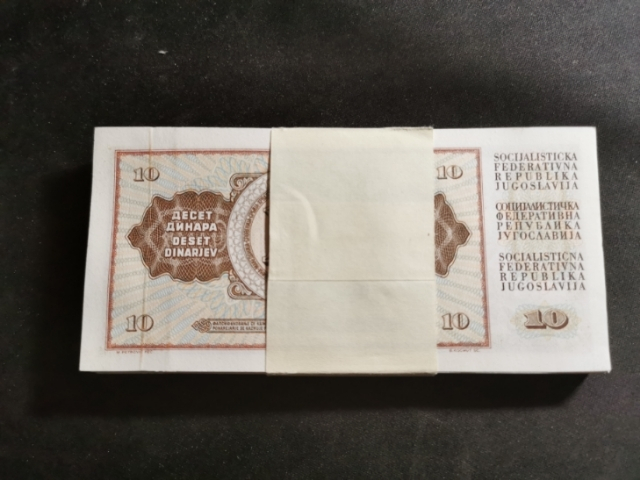 10
10
ДЕСЕТ
ДИНАРА
DESET
DINARJEV
10
10
SOCIJALISTICKA
FEDERATIVNA
REPUBLIKA
JUGOSLAVIJA
СОЦИЈАЛИСТИЧКА
ФЕДЕРАТИВНА
РЕПУБЛИКА
ЈУГОСЛАВИЈА
SOCIALISTIČNA
FEDERATIVNA
REPUBLIKA
JUGOSLAVIJA
10